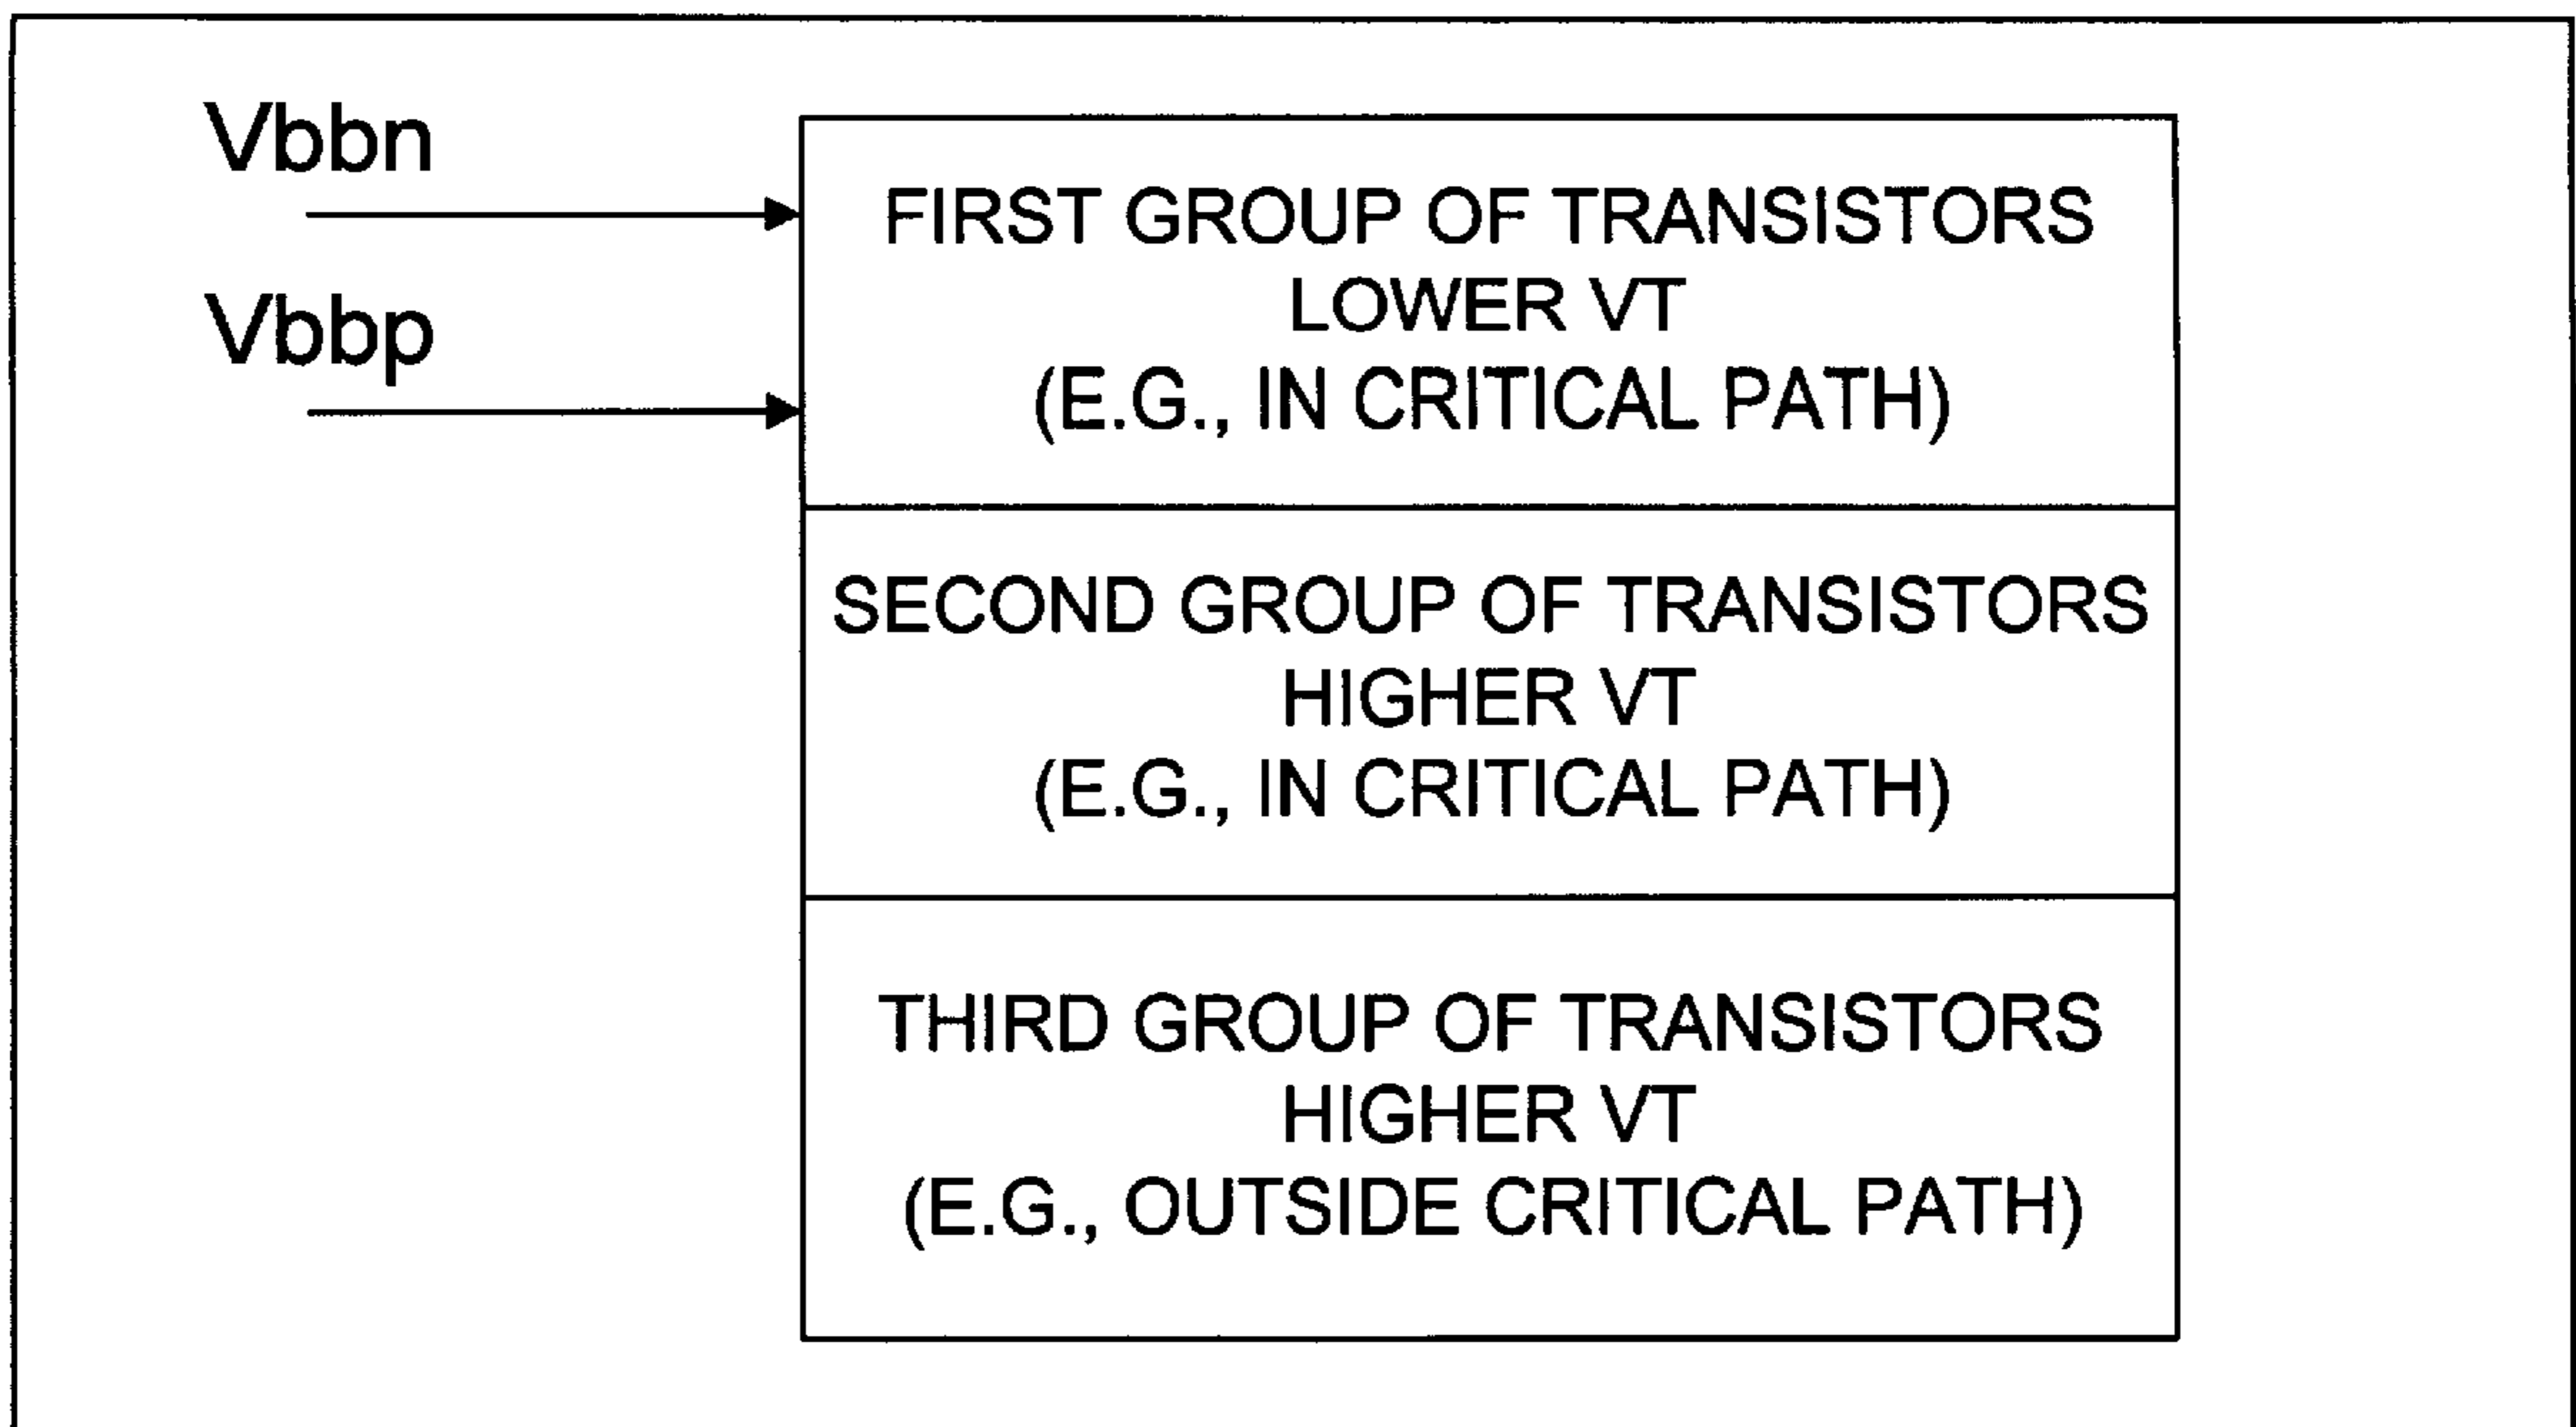 Vbbn
Vbbp
FIRST GROUP OF TRANSISTORS
LOWER VT
(E.G., IN CRITICAL PATH)
SECOND GROUP OF TRANSISTORS
HIGHER VT
(E.G., IN CRITICAL PATH)
THIRD GROUP OF TRANSISTORS
HIGHER VT
(E.G., OUTSIDE CRITICAL PATH)